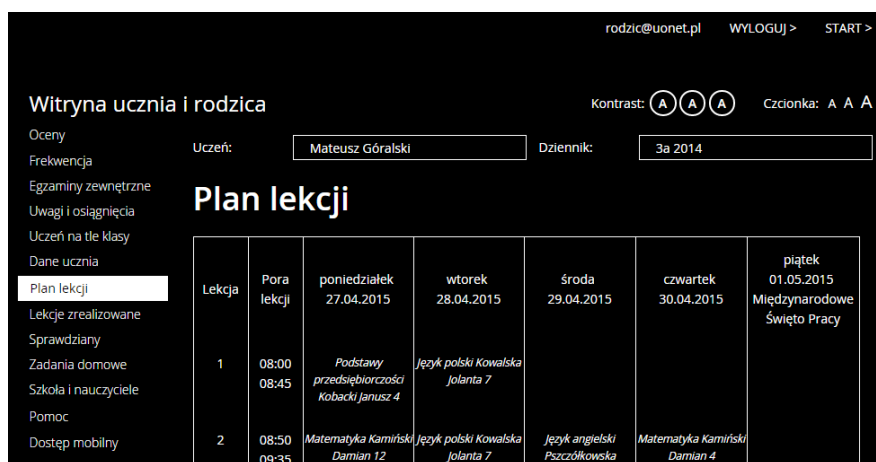 rodzic@uonet.pl WYLOGUJ > START >
Witryna ucznia i rodzica
Kontrast: A A A Czcionka: A A A
Oceny
Frekwencja
Egzaminy zewnętrzne
Uwagi i osiągnięcia
Uczeń na tle klasy
Dane ucznia
Plan lekcji
Lekcje zrealizowane
Sprawdziany
Zadania domowe
Szkoła i nauczyciele
Pomoc
Dostęp mobilny
Uczeń: Mateusz Góralski Dziennik: 3a 2014
Plan lekcji
Lekcja
Pora
lekcji
poniedziałek
27.04.2015
wtorek
28.04.2015
środa
29.04.2015
czwartek
30.04.2015
piątek
01.05.2015
Międzynarodowe
Święto Pracy
1
08:00
08:45
Podstawy
przedsiębiorczości
Kobacki Janusz 4
Język polski Kowalska
Jolanta 7
2
08:50
09:35
Matematyka Kamiński
Damian 12
Język polski Kowalska
Jolanta 7
Język angielski
Pszczółkowska
Matematyka Kamiński
Damian 4